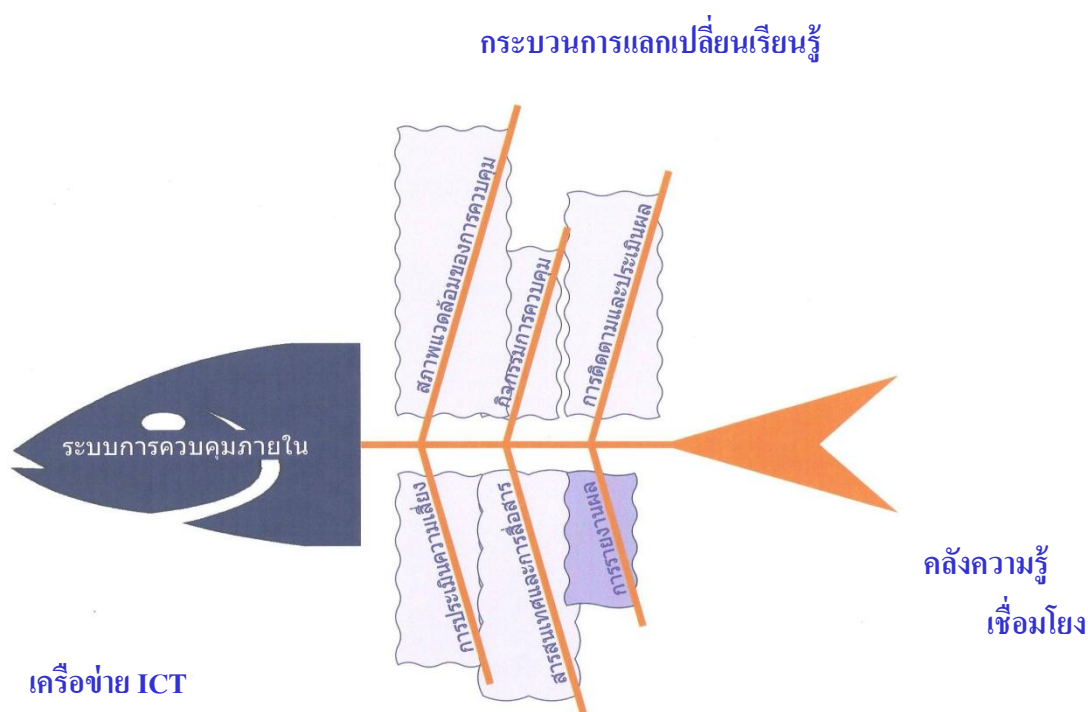 กระบวนการแลกเปลี่ยนเรียนรู้
สภาพแวดล้อมของการควบคุม
กิจกรรมการควบคุม
การติดตามและประเมินผล
ระบบการควบคุมภายใน
การประเมินความเสี่ยง
สารสนเทศและการสื่อสาร
การรายงานผล
คลังความรู้
เชื่อมโยง
เครือข่าย ICT